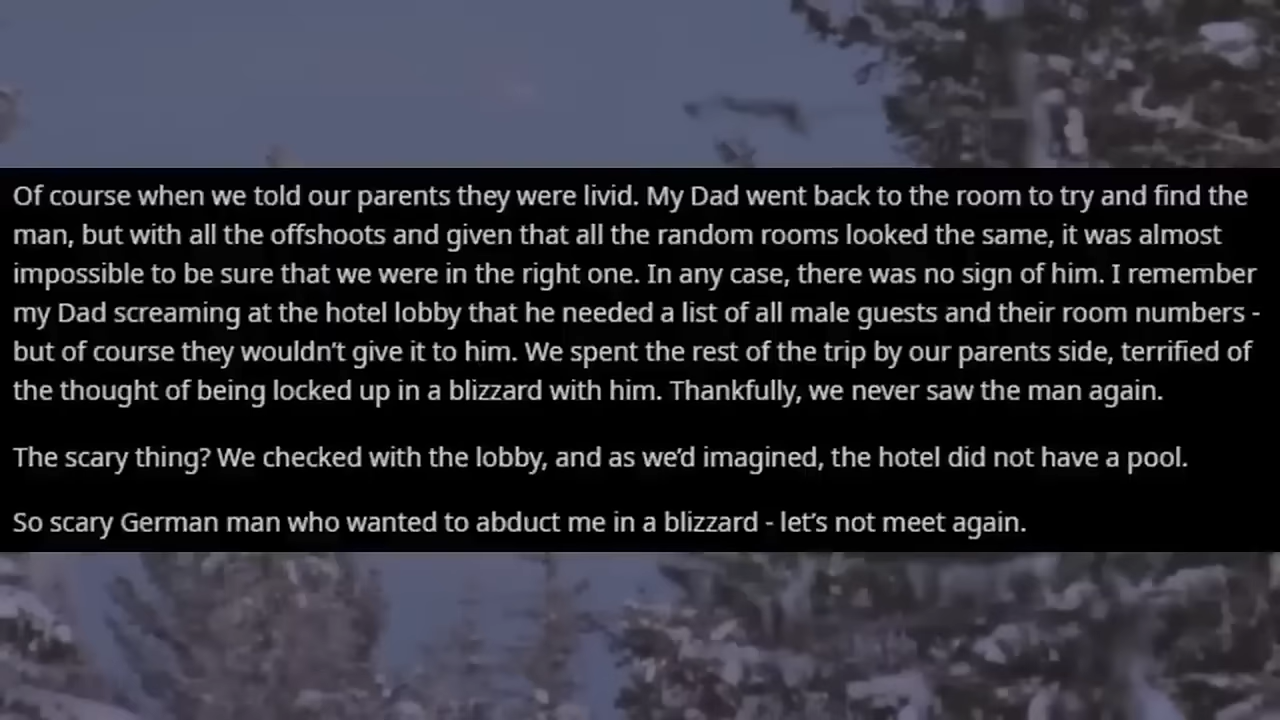 Of course when we told our parents they were livid. My Dad went back to the room to try and find the
man, but with all the offshoots and given that all the random rooms looked the same, it was almost
impossible to be sure that we were in the right one. In any case, there was no sign of him. I remember
my Dad screaming at the hotel lobby that he needed a list of all male guests and their room numbers -
but of course they wouldn’t give it to him. We spent the rest of the trip by our parents side, terrified of
the thought of being locked up in a blizzard with him. Thankfully, we never saw the man again.
The scary thing? We checked with the lobby, and as we’d imagined, the hotel did not have a pool.
So scary German man who wanted to abduct me in a blizzard - let’s not meet again.